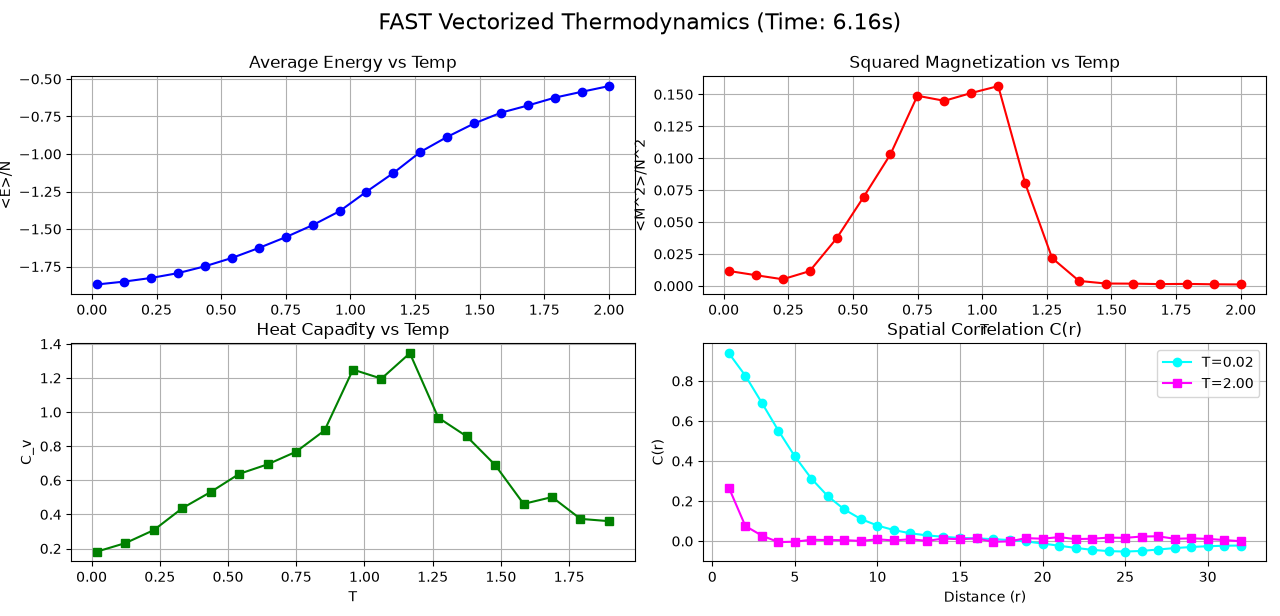 FAST Vectorized Thermodynamics (Time: 6.16s)
Average Energy vs Temp
<E>/N
−0.50
−0.75
−1.00
−1.25
−1.50
−1.75
0.00 0.25 0.50 0.75 1.00 1.25 1.50 1.75 2.00
T
Squared Magnetization vs Temp
<M^2>/N^2
0.150
0.125
0.100
0.075
0.050
0.025
0.000
0.00 0.25 0.50 0.75 1.00 1.25 1.50 1.75 2.00
T
Heat Capacity vs Temp
C_v
1.4
1.2
1.0
0.8
0.6
0.4
0.2
0.00 0.25 0.50 0.75 1.00 1.25 1.50 1.75
T
Spatial Correlation C(r)
C(r)
0.8
0.6
0.4
0.2
0.0
T=0.02
T=2.00
0 5 10 15 20 25 30
Distance (r)